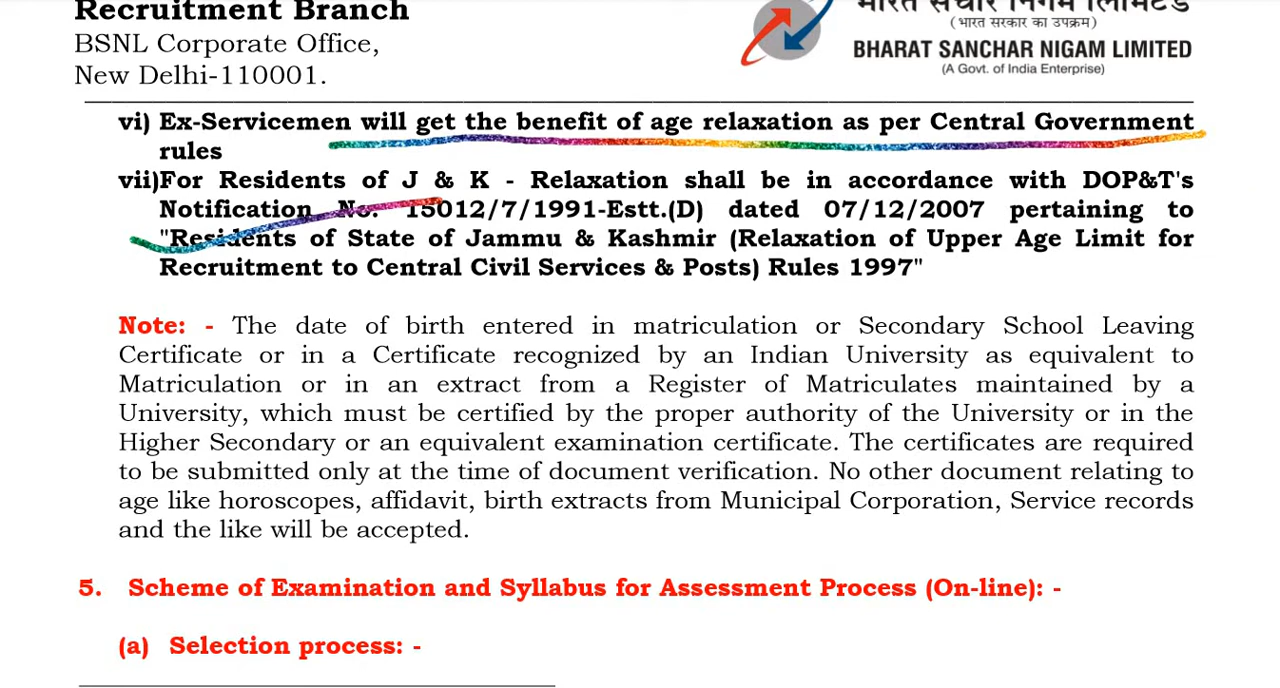 Recruitment Branch
BSNL Corporate Office,
New Delhi-110001.
भारत संचार निगम लिमिटेड
(भारत सरकार का उपक्रम)
BHARAT SANCHAR NIGAM LIMITED
(A Govt. of India Enterprise)
vi) Ex-Servicemen will get the benefit of age relaxation as per Central Government
rules
vii)For Residents of J & K - Relaxation shall be in accordance with DOP&T's
Notification No. 15012/7/1991-Estt.(D) dated 07/12/2007 pertaining to
"Residents of State of Jammu & Kashmir (Relaxation of Upper Age Limit for
Recruitment to Central Civil Services & Posts) Rules 1997"
Note: - The date of birth entered in matriculation or Secondary School Leaving
Certificate or in a Certificate recognized by an Indian University as equivalent to
Matriculation or in an extract from a Register of Matriculates maintained by a
University, which must be certified by the proper authority of the University or in the
Higher Secondary or an equivalent examination certificate. The certificates are required
to be submitted only at the time of document verification. No other document relating to
age like horoscopes, affidavit, birth extracts from Municipal Corporation, Service records
and the like will be accepted.
5. Scheme of Examination and Syllabus for Assessment Process (On-line): -
(a) Selection process: -